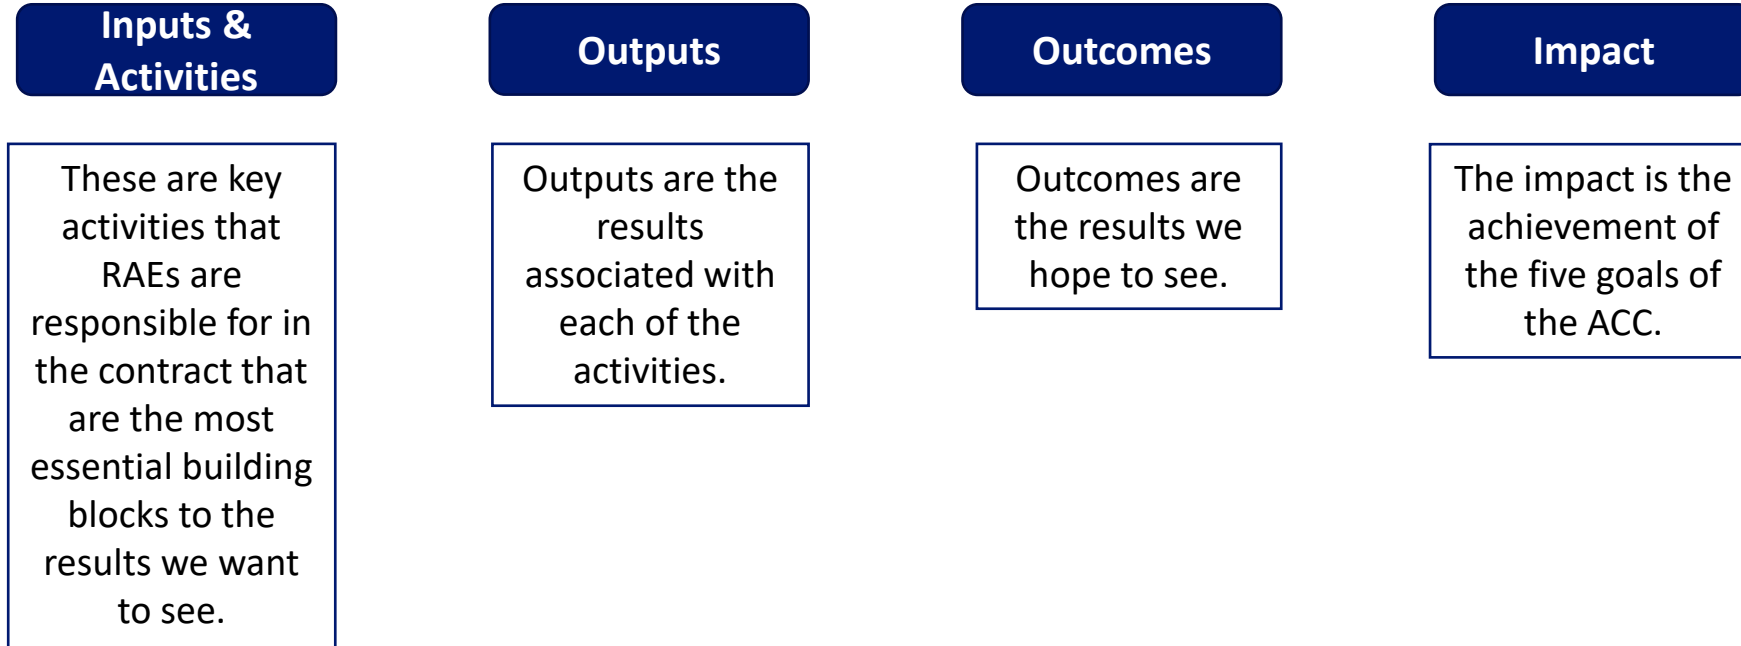 Inputs &
Activities
These are key
activities that
RAEs are
responsible for in
the contract that
are the most
essential building
blocks to the
results we want
to see.
Outputs
Outputs are the
results
associated with
each of the
activities.
Outcomes
Outcomes are
the results we
hope to see.
Impact
The impact is the
achievement of
the five goals of
the ACC.